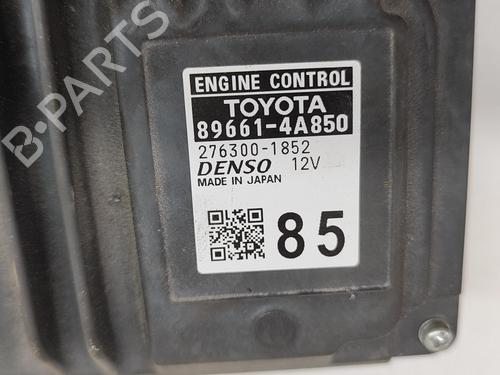 B-PARTS
ENGINE CONTROL
TOYOTA
89661-4A850
276300-1852
DENSO 12V
MADE IN JAPAN
85